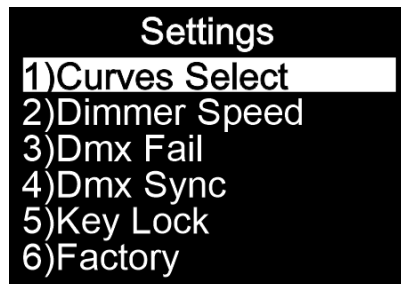 Settings
1)Curves Select
2)Dimmer Speed
3)Dmx Fail
4)Dmx Sync
5)Key Lock
6)Factory